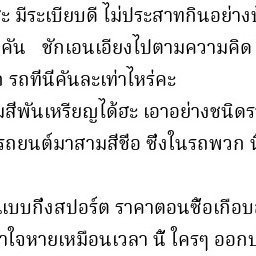 ะ มีระเบียบดี ไม่ประสาทกินอย่าง
คัน ชักเอนเอียงไปตามความคิด
รถที่นี่คันละเท่าไหร่คะ
สี่พันเหรียญได้ฮะ เอาอย่างชนิด
รถยนต์มาสามสี่ชื่อ ซึ่งในรถพวก
แบบกึ่งสปอร์ต ราคาตอนซื้อเกือบ
ใจหายเหมือนเวลา นี้ ใครๆ ออก